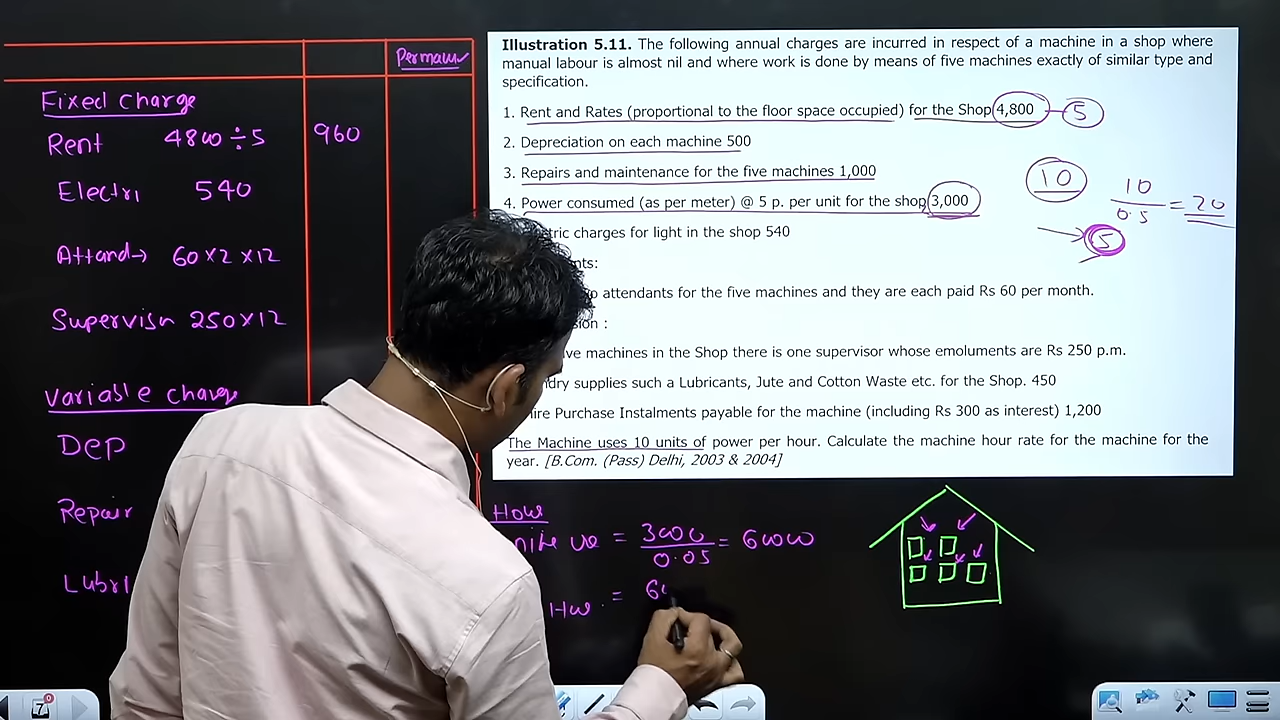 Per maw
Fixed Charge
Rent 4800 ÷ 5 960
Electri 540
Attand → 60 x 2 x 12
Supervisn 250 x 12
Variable charge
Dep
Repair
Lubri
Illustration 5.11. The following annual charges are incurred in respect of a machine in a shop where
manual labour is almost nil and where work is done by means of five machines exactly of similar type and
specification.
1. Rent and Rates (proportional to the floor space occupied) for the Shop 4,800 5
2. Depreciation on each machine 500
3. Repairs and maintenance for the five machines 1,000
4. Power consumed (as per meter) @ 5 p. per unit for the shop 3,000
10
10
0.5 = 20
5
tric charges for light in the shop 540
nts:
o attendants for the five machines and they are each paid Rs 60 per month.
sion :
ve machines in the Shop there is one supervisor whose emoluments are Rs 250 p.m.
dry supplies such a Lubricants, Jute and Cotton Waste etc. for the Shop. 450
ire Purchase Instalments payable for the machine (including Rs 300 as interest) 1,200
The Machine uses 10 units of power per hour. Calculate the machine hour rate for the machine for the
year. [B.Com. (Pass) Delhi, 2003 & 2004]
Hour
= 3000
0.05 = 60000
= 6
7
0